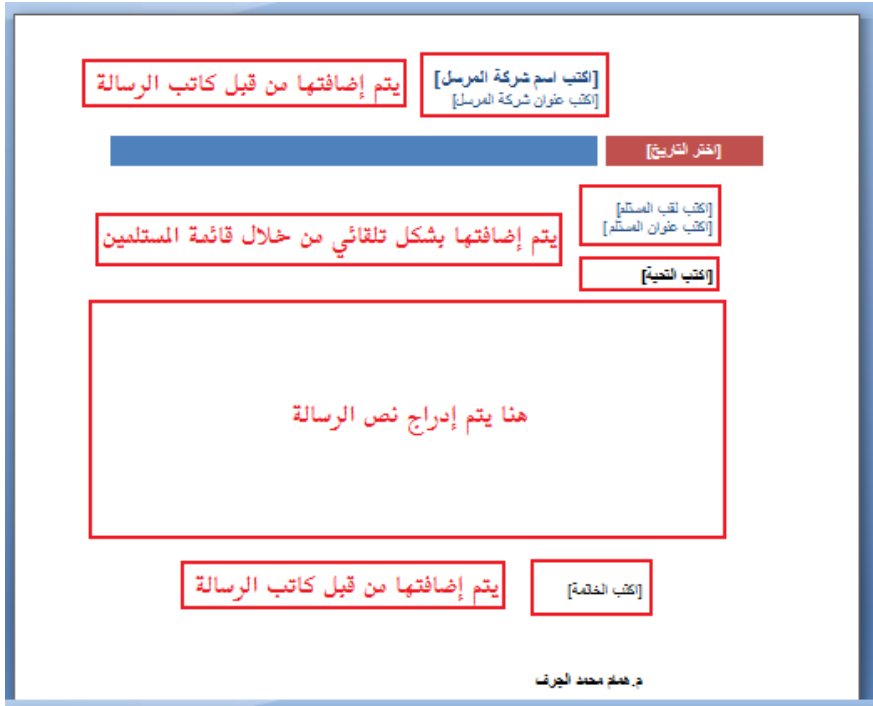 [اكتب اسم شركة المرسل]
[اكتب عنوان شركة المرسل]
يتم إضافتها من قبل كاتب الرسالة
[اختر التاريخ]
[اكتب لقب المستلم]
[اكتب عنوان المستلم]
يتم إضافتها بشكل تلقائي من خلال قائمة المستلمين
[اكتب التحية]
هنا يتم إدراج نص الرسالة
[اكتب الخاتمة]
يتم إضافتها من قبل كاتب الرسالة
م.همام محمد الجرف